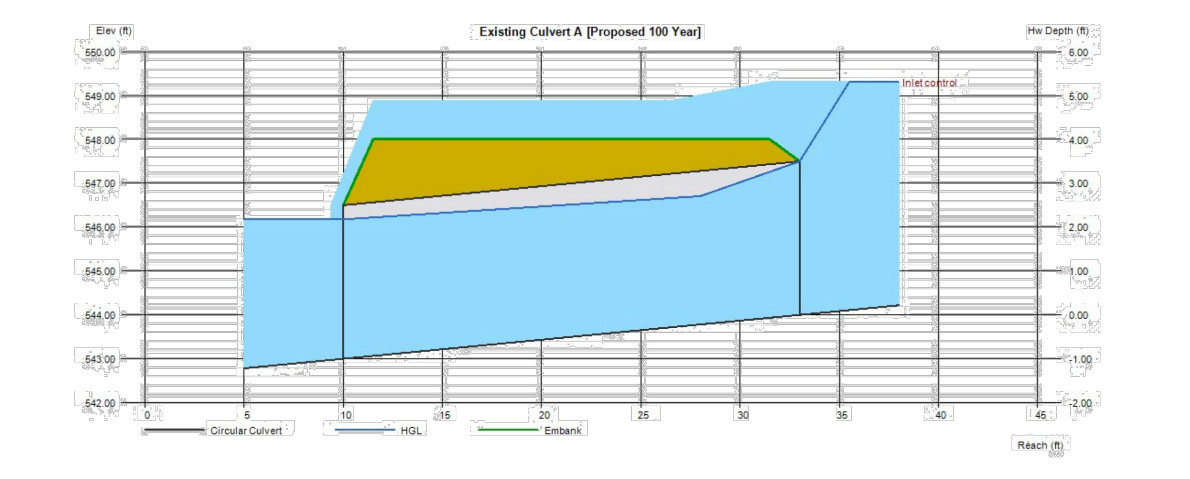 Elev (ft)
Existing Culvert A [Proposed 100 Year]
Hw Depth (ft)
550.00
6.00
549.00
Inlet control
5.00
548.00
4.00
547.00
3.00
546.00
2.00
545.00
1.00
544.00
0.00
543.00
-1.00
542.00
-2.00
0 5 10 15 20 25 30 35 40 45
Circular Culvert HGL Embank
Reach (ft)